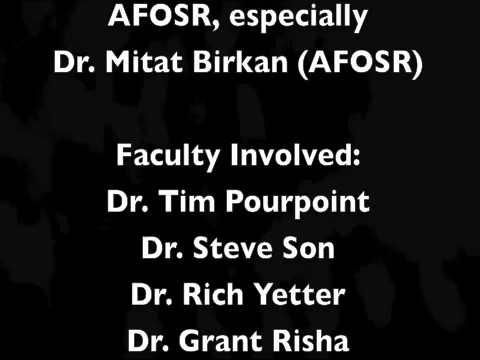 AFOSR, especially
Dr. Mitat Birkan (AFOSR)
Faculty Involved:
Dr. Tim Pourpoint
Dr. Steve Son
Dr. Rich Yetter
Dr. Grant Risha